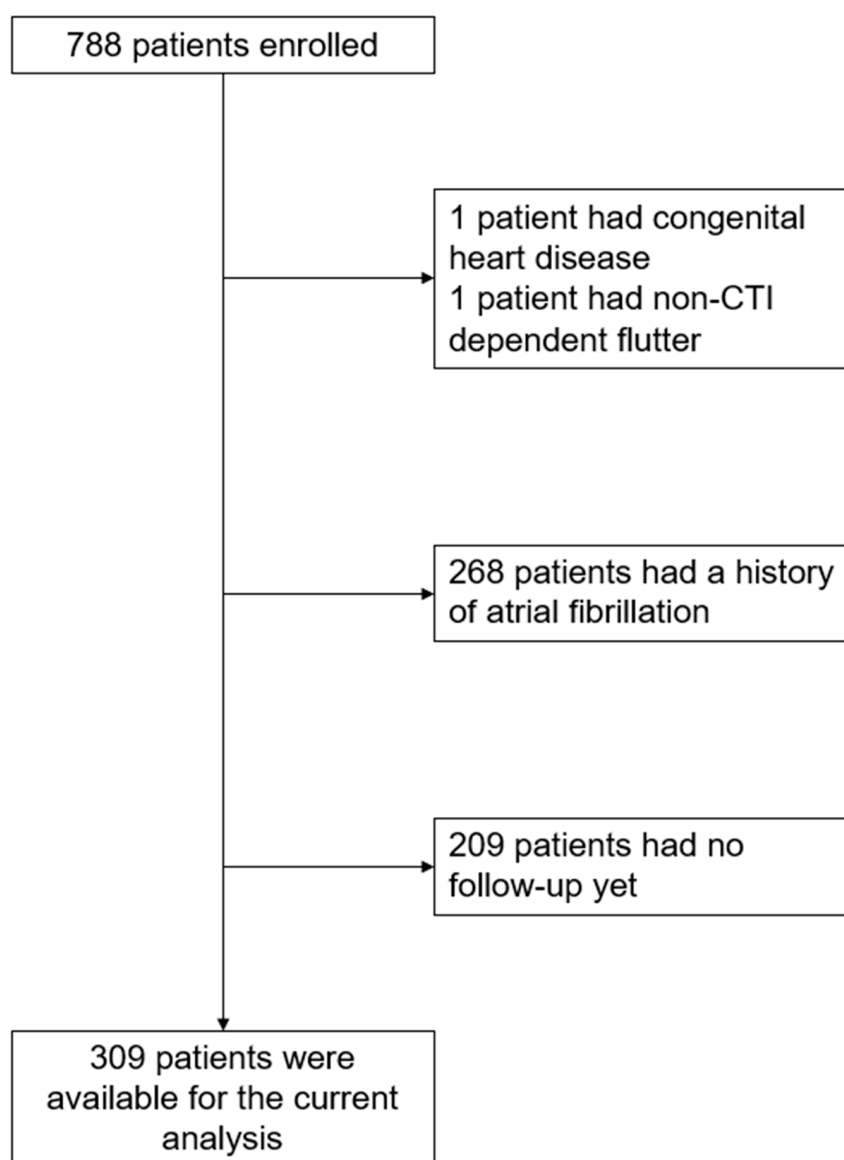 788 patients enrolled
1 patient had congenital
heart disease
1 patient had non-CTI
dependent flutter
268 patients had a history
of atrial fibrillation
209 patients had no
follow-up yet
309 patients were
available for the current
analysis